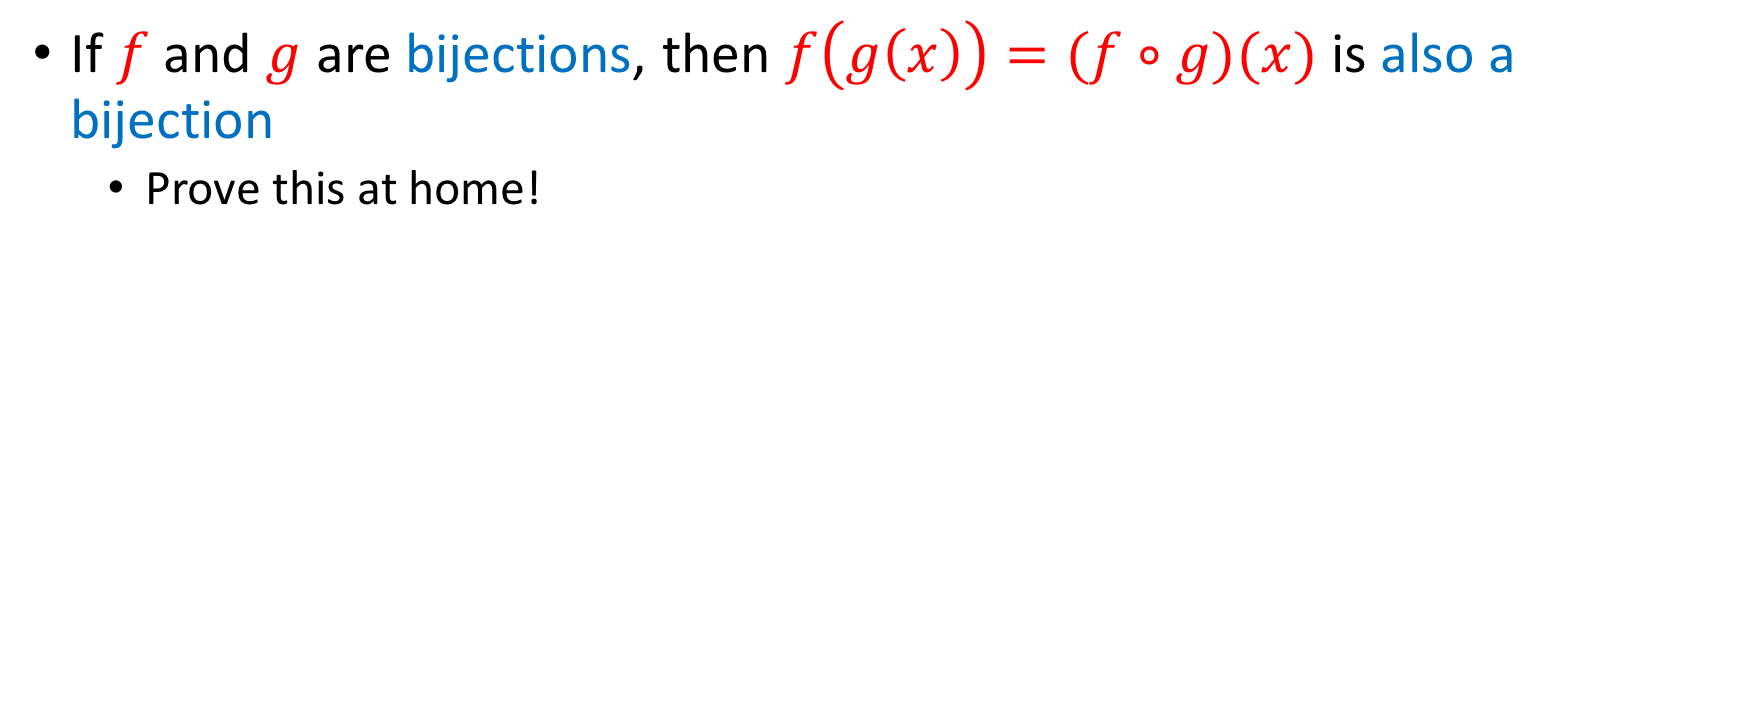 • If 𝑓 and 𝑔 are bijections, then 𝑓(𝑔(𝑥)) = (𝑓 ∘ 𝑔)(𝑥) is also a
bijection
• Prove this at home!